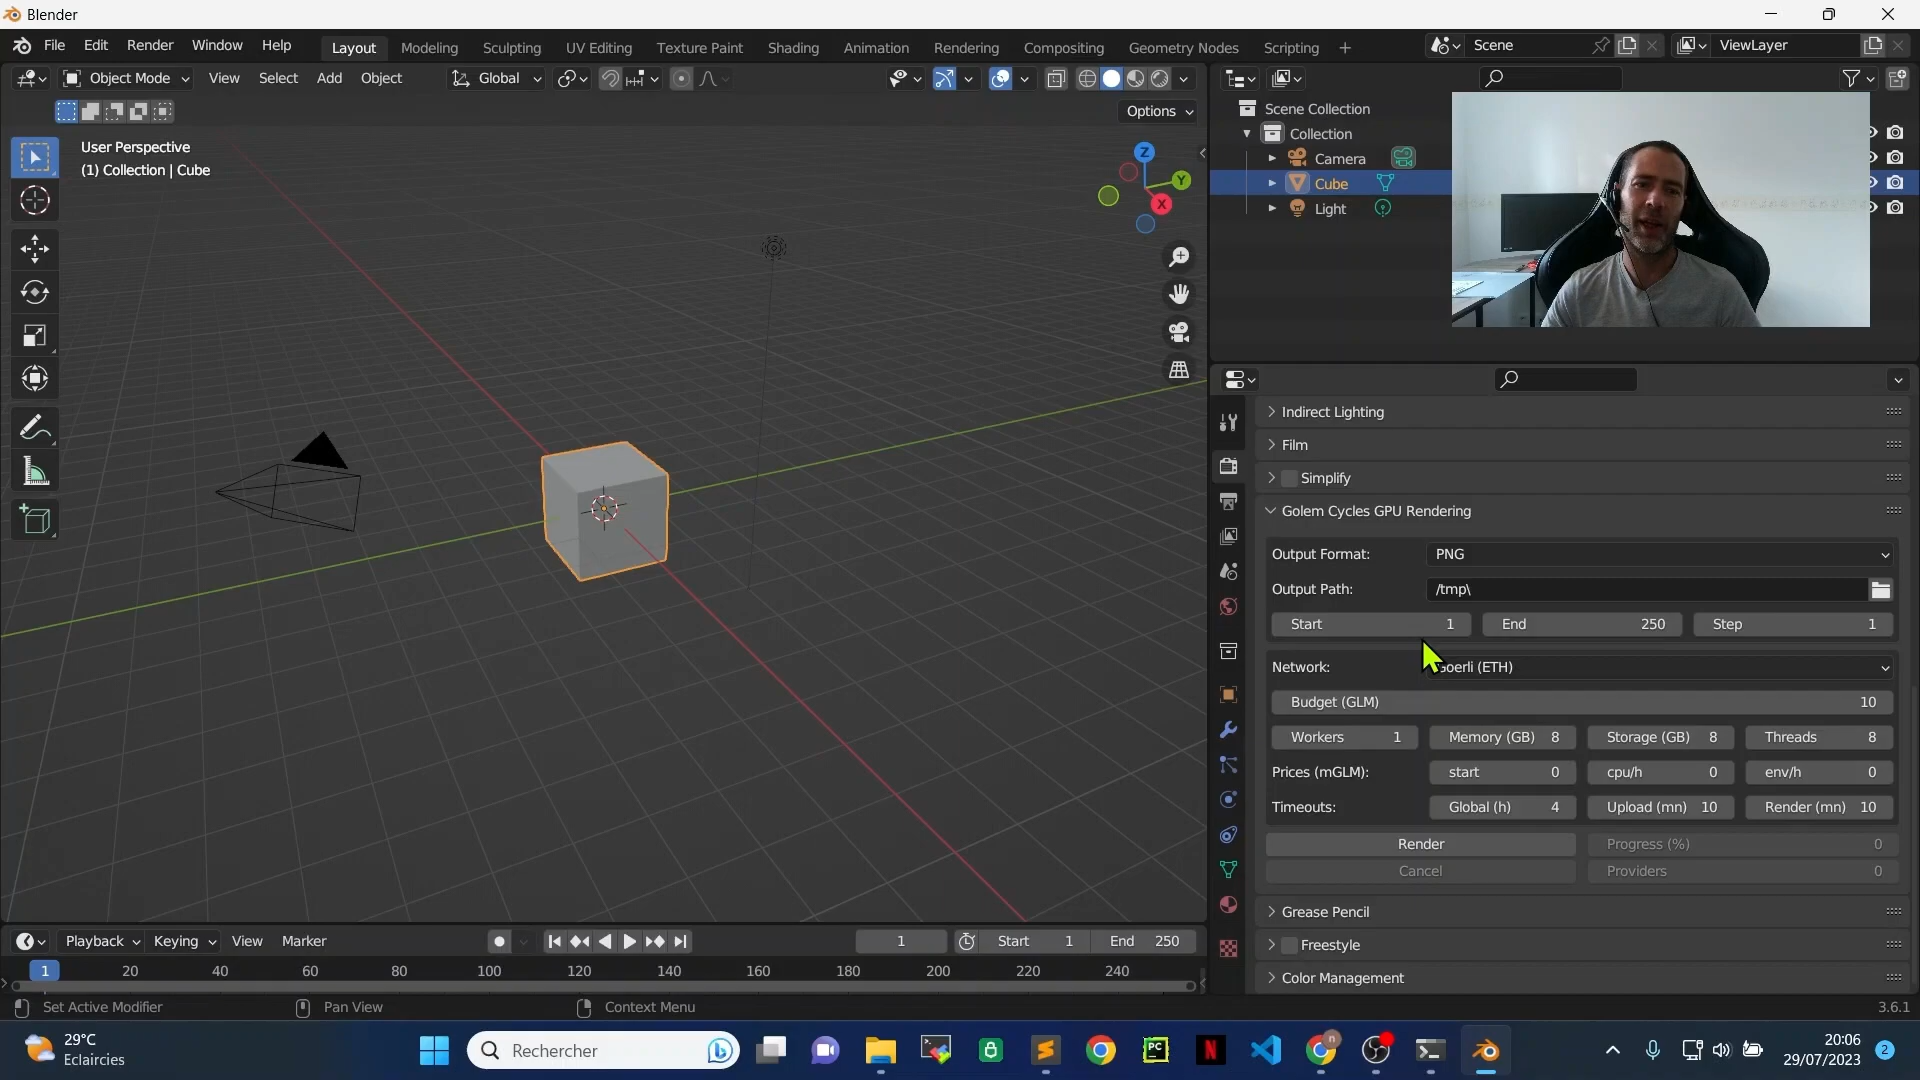 Blender
File Edit Render Window Help Layout Modeling Sculpting UV Editing Texture Paint Shading Animation Rendering Compositing Geometry Nodes Scripting + Scene ViewLayer
Object Mode View Select Add Object Global
Options
User Perspective
(1) Collection | Cube
Z
Y
X
Scene Collection
Collection
Camera
Cube
Light
Indirect Lighting
Film
Simplify
Golem Cycles GPU Rendering
Output Format: PNG
Output Path: /tmp\
Start 1 End 250 Step 1
Network: Goerli (ETH)
Budget (GLM) 10
Workers 1 Memory (GB) 8 Storage (GB) 8 Threads 8
Prices (mGLM): start 0 cpu/h 0 env/h 0
Timeouts: Global (h) 4 Upload (mn) 10 Render (mn) 10
Render Progress (%) 0
Cancel Providers 0
Grease Pencil
Freestyle
Color Management
Playback Keying View Marker 1 Start 1 End 250
1 20 40 60 80 100 120 140 160 180 200 220 240
Set Active Modifier Pan View Context Menu 3.6.1
29°C
Eclaircies
Rechercher
PC
N
n
20:06
29/07/2023
2